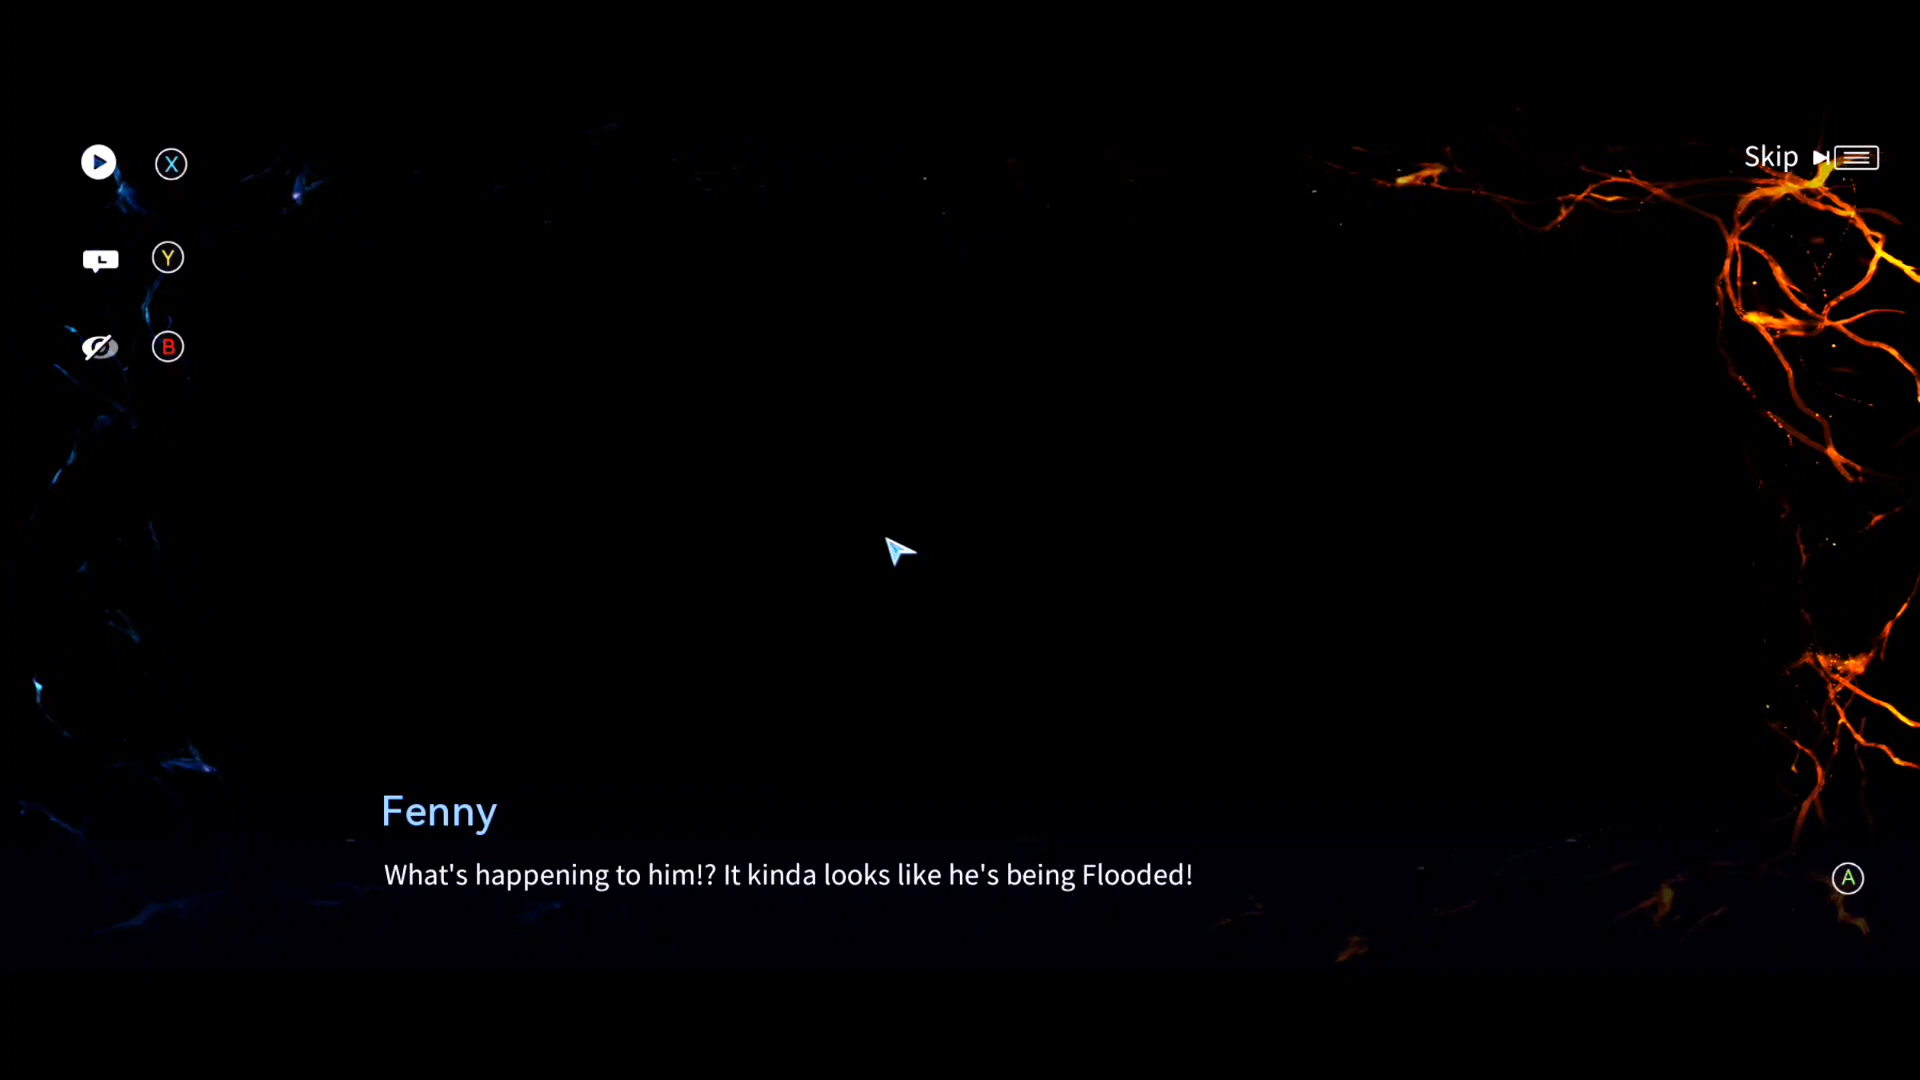 X
Skip
Y
B
Fenny
What's happening to him!? It kinda looks like he's being Flooded!
A